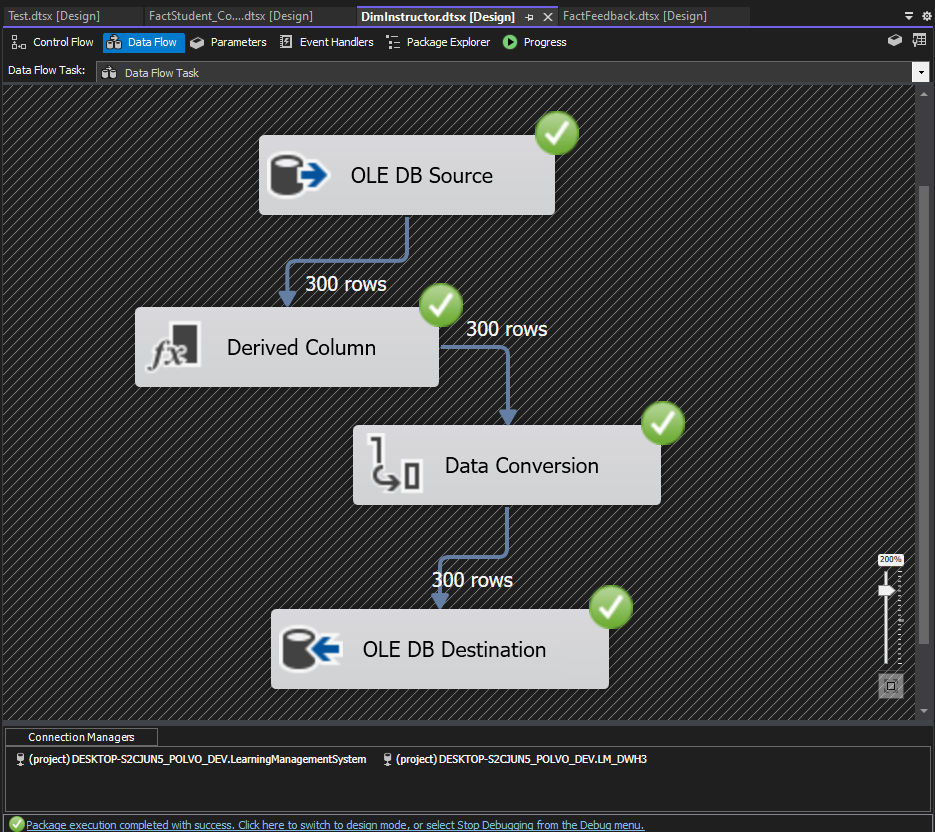 Test.dtsx [Design] FactStudent_Co....dtsx [Design] DimInstructor.dtsx [Design] FactFeedback.dtsx [Design]
Control Flow Data Flow Parameters Event Handlers Package Explorer Progress
Data Flow Task: Data Flow Task
OLE DB Source
300 rows
fx Derived Column
300 rows
Data Conversion
300 rows
OLE DB Destination
200%
Connection Managers
(project) DESKTOP-S2CJUN5_POLVO_DEV.LearningManagementSystem (project) DESKTOP-S2CJUN5_POLVO_DEV.LM_DWH3
Package execution completed with success. Click here to switch to design mode, or select Stop Debugging from the Debug menu.